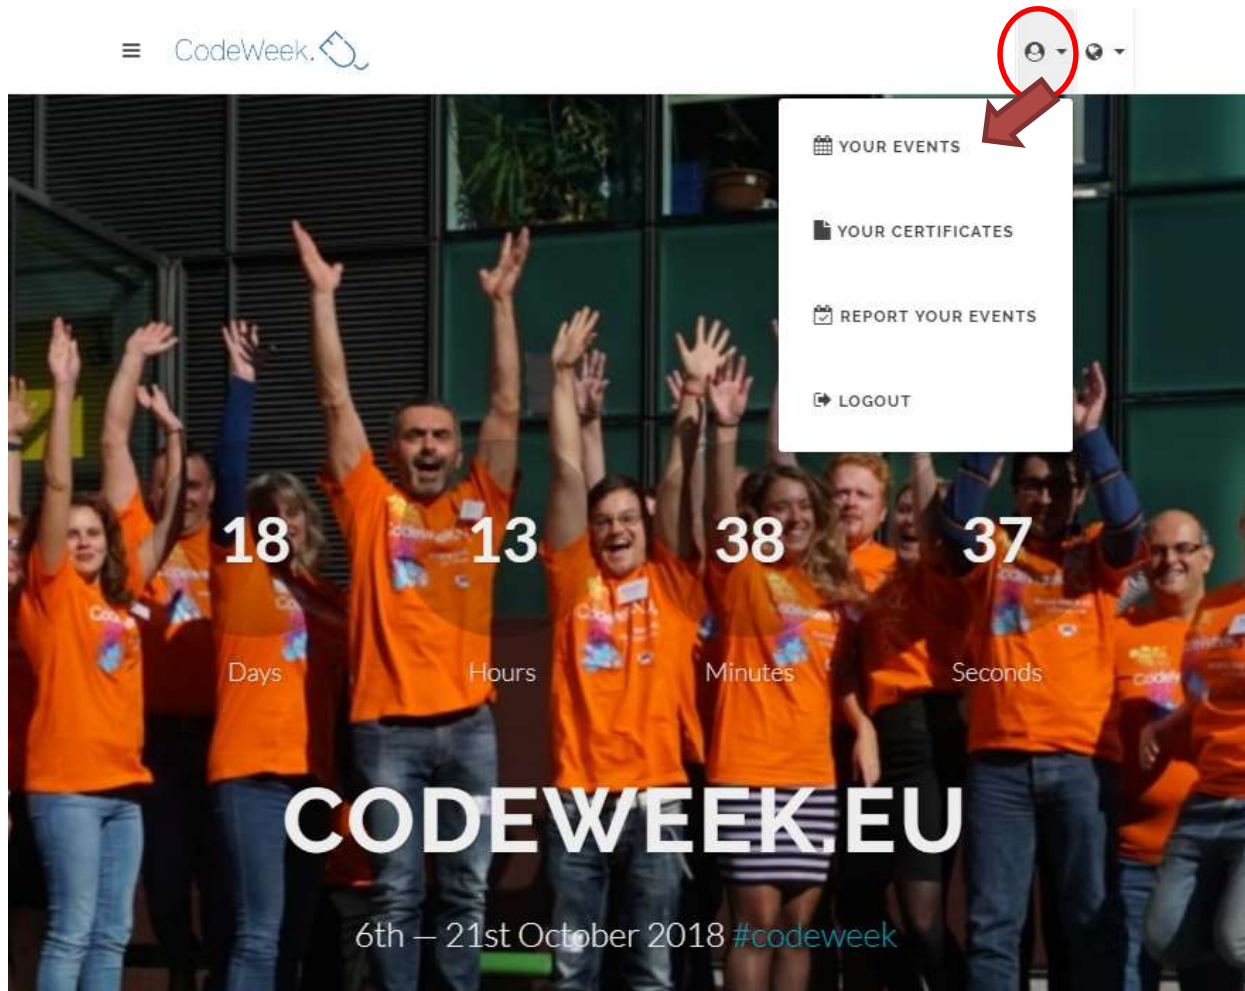 CodeWeek.
YOUR EVENTS
YOUR CERTIFICATES
REPORT YOUR EVENTS
LOGOUT
18 13 38 37
Days Hours Minutes Seconds
CODEWEEK.EU
6th — 21st October 2018 #codeweek